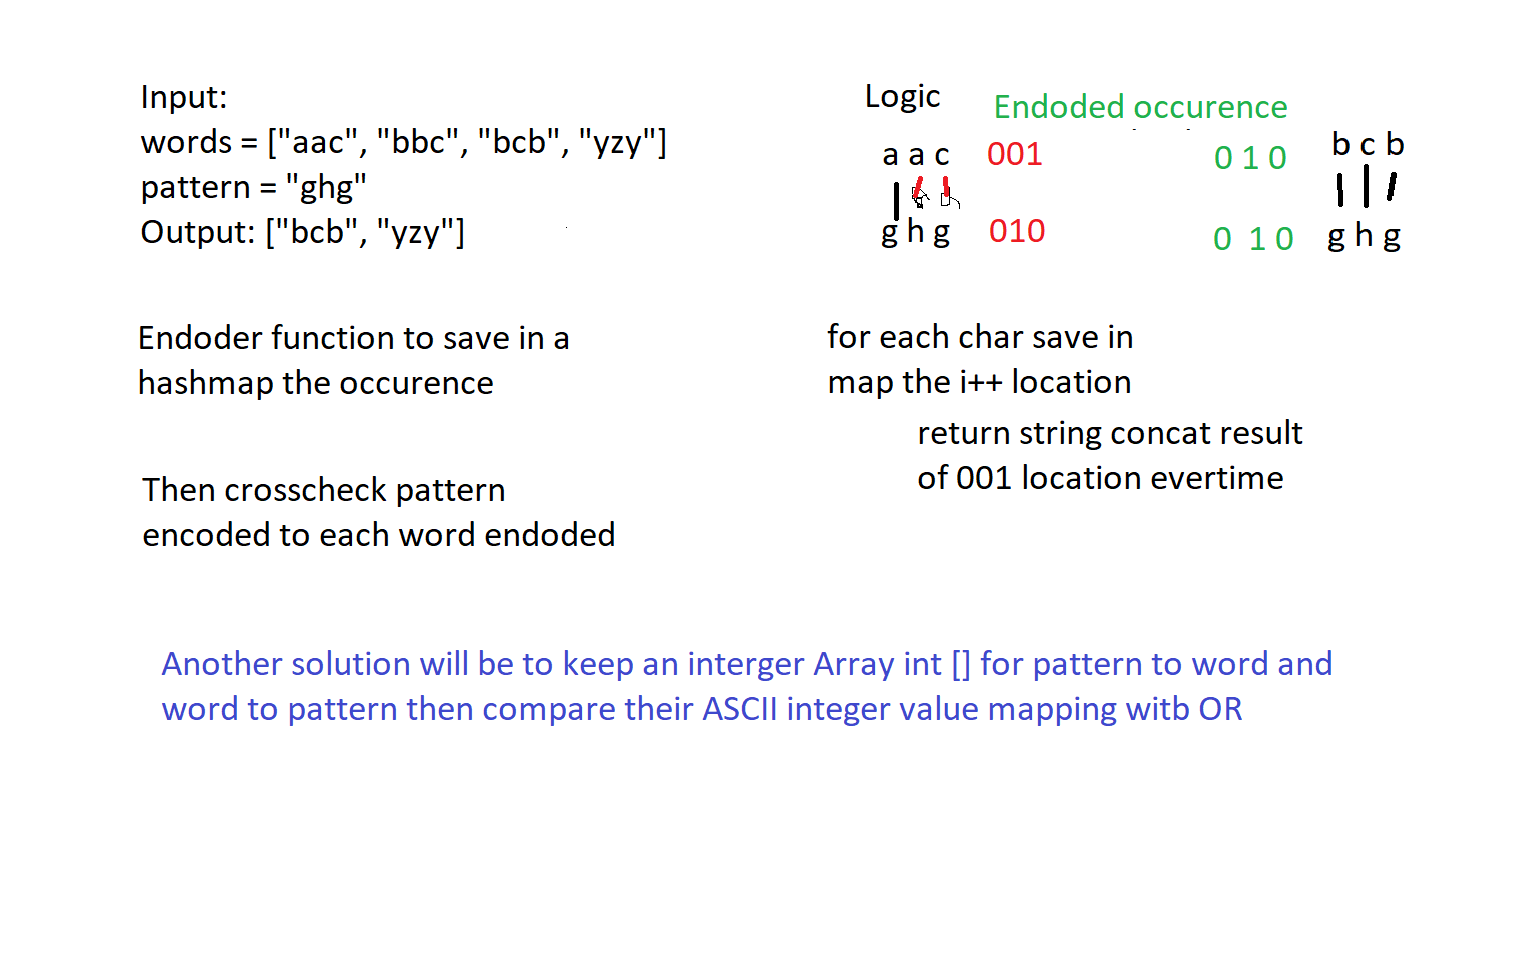 Input:
words = ["aac", "bbc", "bcb", "yzy"]
pattern = "ghg"
Output: ["bcb", "yzy"]
Logic
Endoded occurence
a a c 001
g h g 010
0 1 0 b c b
0 1 0 g h g
Endoder function to save in a
hashmap the occurence
for each char save in
map the i++ location
return string concat result
of 001 location evertime
Then crosscheck pattern
encoded to each word endoded
Another solution will be to keep an interger Array int [] for pattern to word and
word to pattern then compare their ASCII integer value mapping witb OR